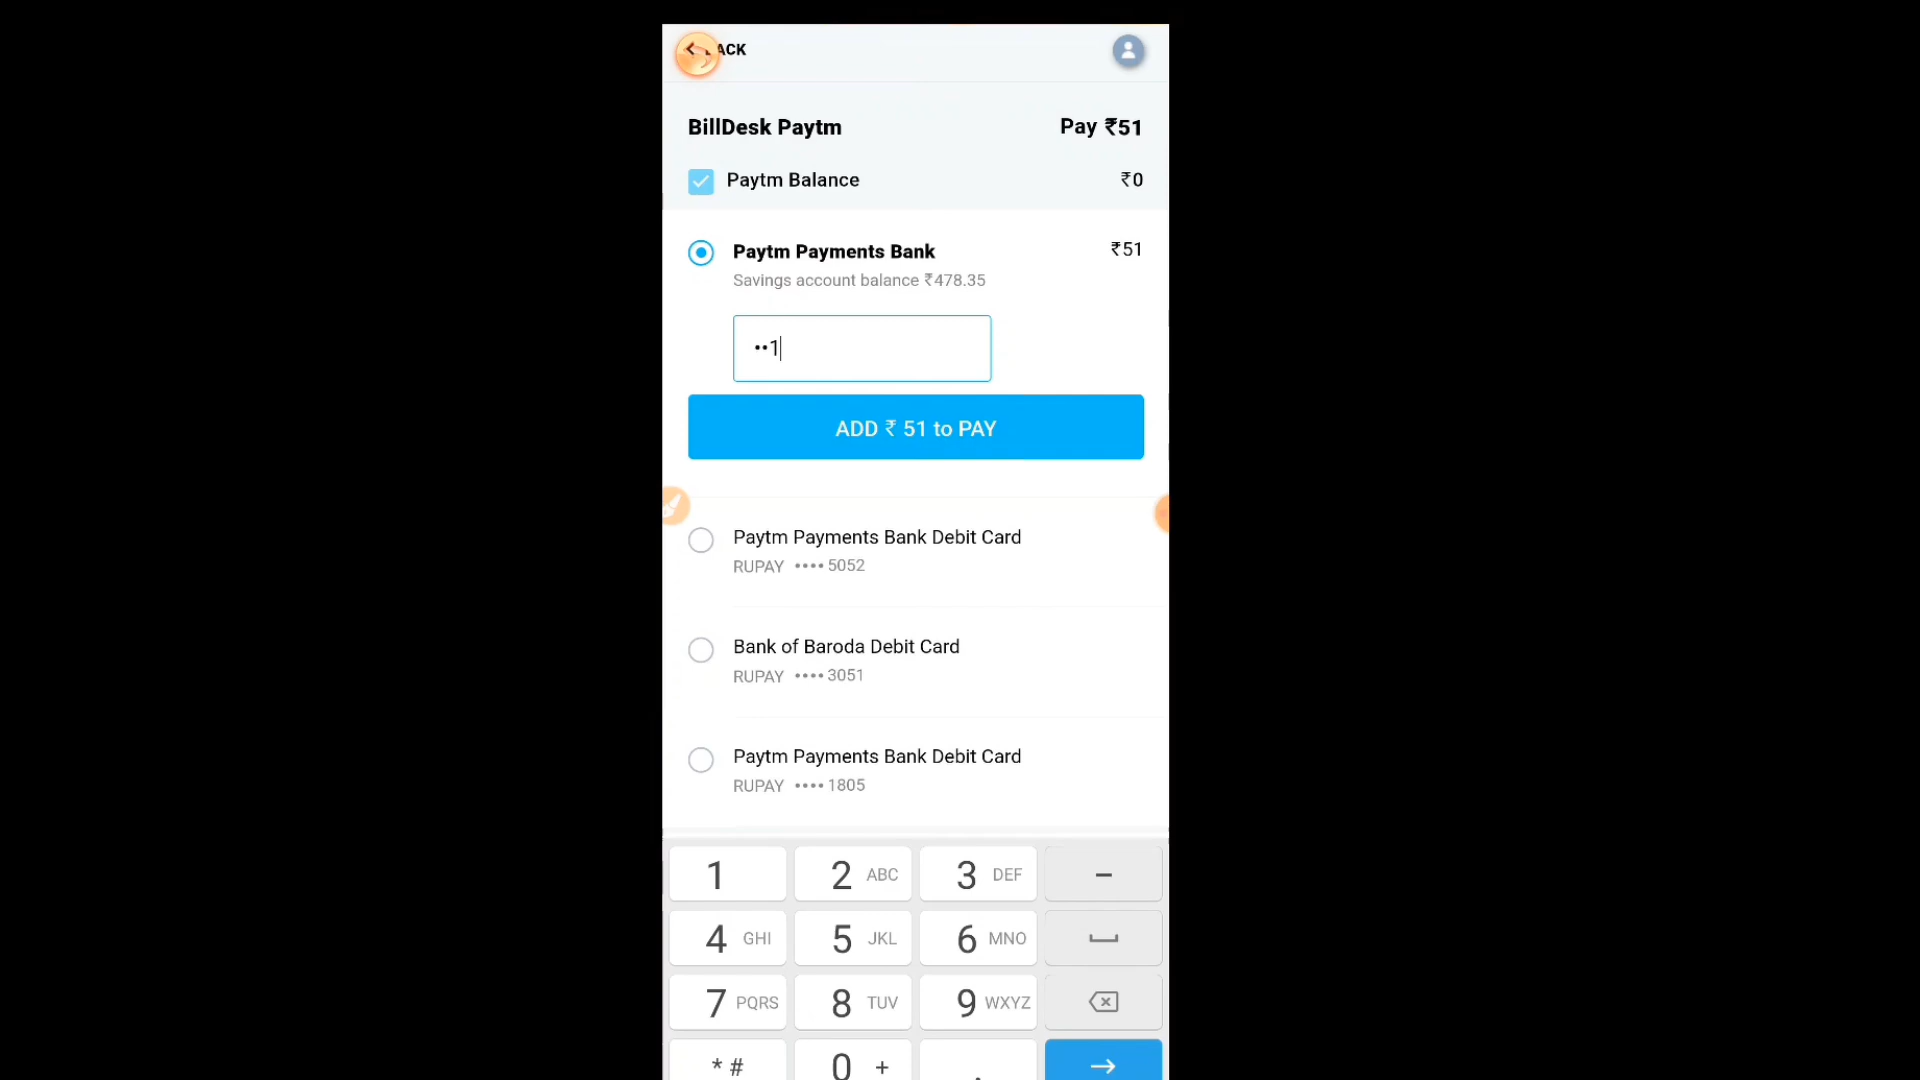 ACK
BillDesk Paytm Pay ₹51
Paytm Balance ₹0
Paytm Payments Bank ₹51
Savings account balance ₹478.35
••1
ADD ₹ 51 to PAY
Paytm Payments Bank Debit Card
RUPAY •••• 5052
Bank of Baroda Debit Card
RUPAY •••• 3051
Paytm Payments Bank Debit Card
RUPAY •••• 1805
1 2 ABC 3 DEF –
4 GHI 5 JKL 6 MNO
7 PQRS 8 TUV 9 WXYZ
* # 0 + .